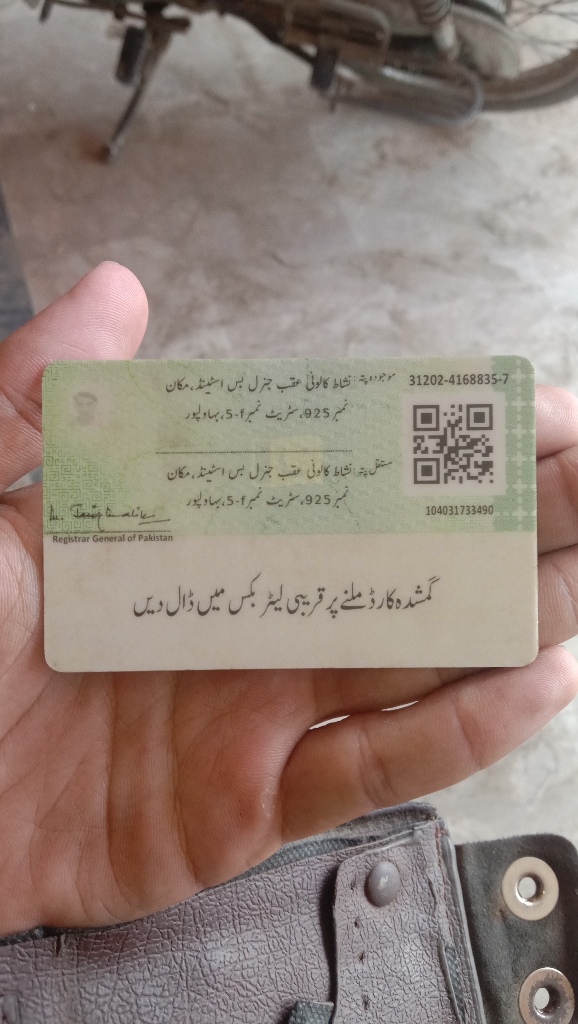 موجودہ پتہ: نشاط کالونی عقب جنرل بس اسٹینڈ، مکان
نمبر 925، سٹریٹ نمبر 5-f، بہاولپور
31202-4168835-7
مستقل پتہ: نشاط کالونی عقب جنرل بس اسٹینڈ، مکان
نمبر 925، سٹریٹ نمبر 5-f، بہاولپور
104031733490
Registrar General of Pakistan
گمشدہ کارڈ ملنے پر قریبی لیٹر بکس میں ڈال دیں